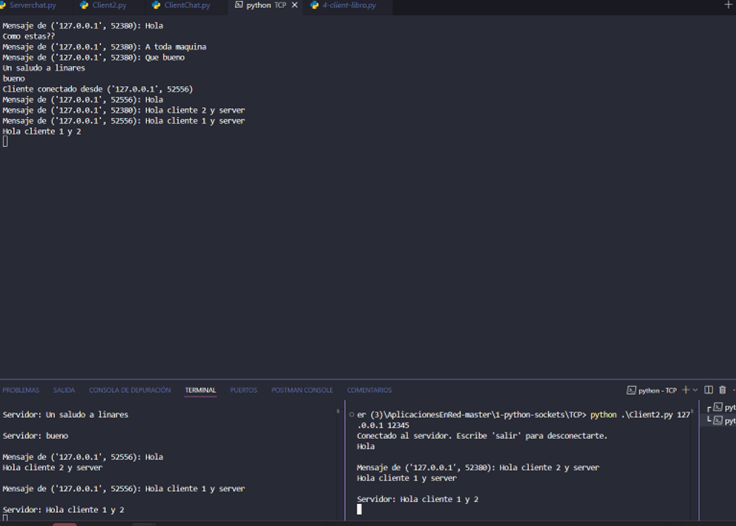 Serverchat.py Client2.py ClientChat.py python TCP 4-client-libro.py
Mensaje de ('127.0.0.1', 52380): Hola
Como estas??
Mensaje de ('127.0.0.1', 52380): A toda maquina
Mensaje de ('127.0.0.1', 52380): Que bueno
Un saludo a linares
bueno
Cliente conectado desde ('127.0.0.1', 52556)
Mensaje de ('127.0.0.1', 52556): Hola
Mensaje de ('127.0.0.1', 52380): Hola cliente 2 y server
Mensaje de ('127.0.0.1', 52556): Hola cliente 1 y server
Hola cliente 1 y 2
PROBLEMAS SALIDA CONSOLA DE DEPURACIÓN TERMINAL PUERTOS POSTMAN CONSOLE COMENTARIOS python - TCP
Servidor: Un saludo a linares
Servidor: bueno
Mensaje de ('127.0.0.1', 52556): Hola
Hola cliente 2 y server
Mensaje de ('127.0.0.1', 52556): Hola cliente 1 y server
Servidor: Hola cliente 1 y 2
er (3)\AplicacionesEnRed-master\1-python-sockets\TCP> python .\Client2.py 127
.0.0.1 12345
Conectado al servidor. Escribe 'salir' para desconectarte.
Hola
Mensaje de ('127.0.0.1', 52380): Hola cliente 2 y server
Hola cliente 1 y server
Servidor: Hola cliente 1 y 2
pyt
pyt